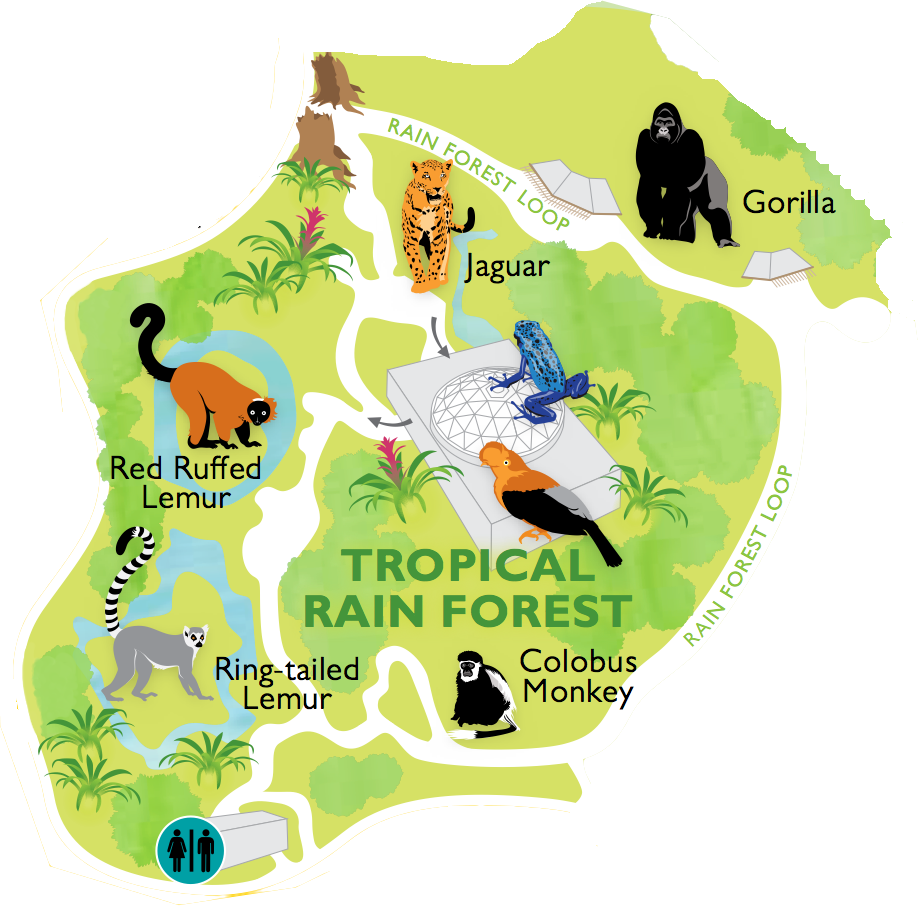 RAIN FOREST LOOP
Gorilla
Jaguar
Red Ruffed
Lemur
TROPICAL
RAIN FOREST
RAIN FOREST LOOP
Ring-tailed
Lemur
Colobus
Monkey